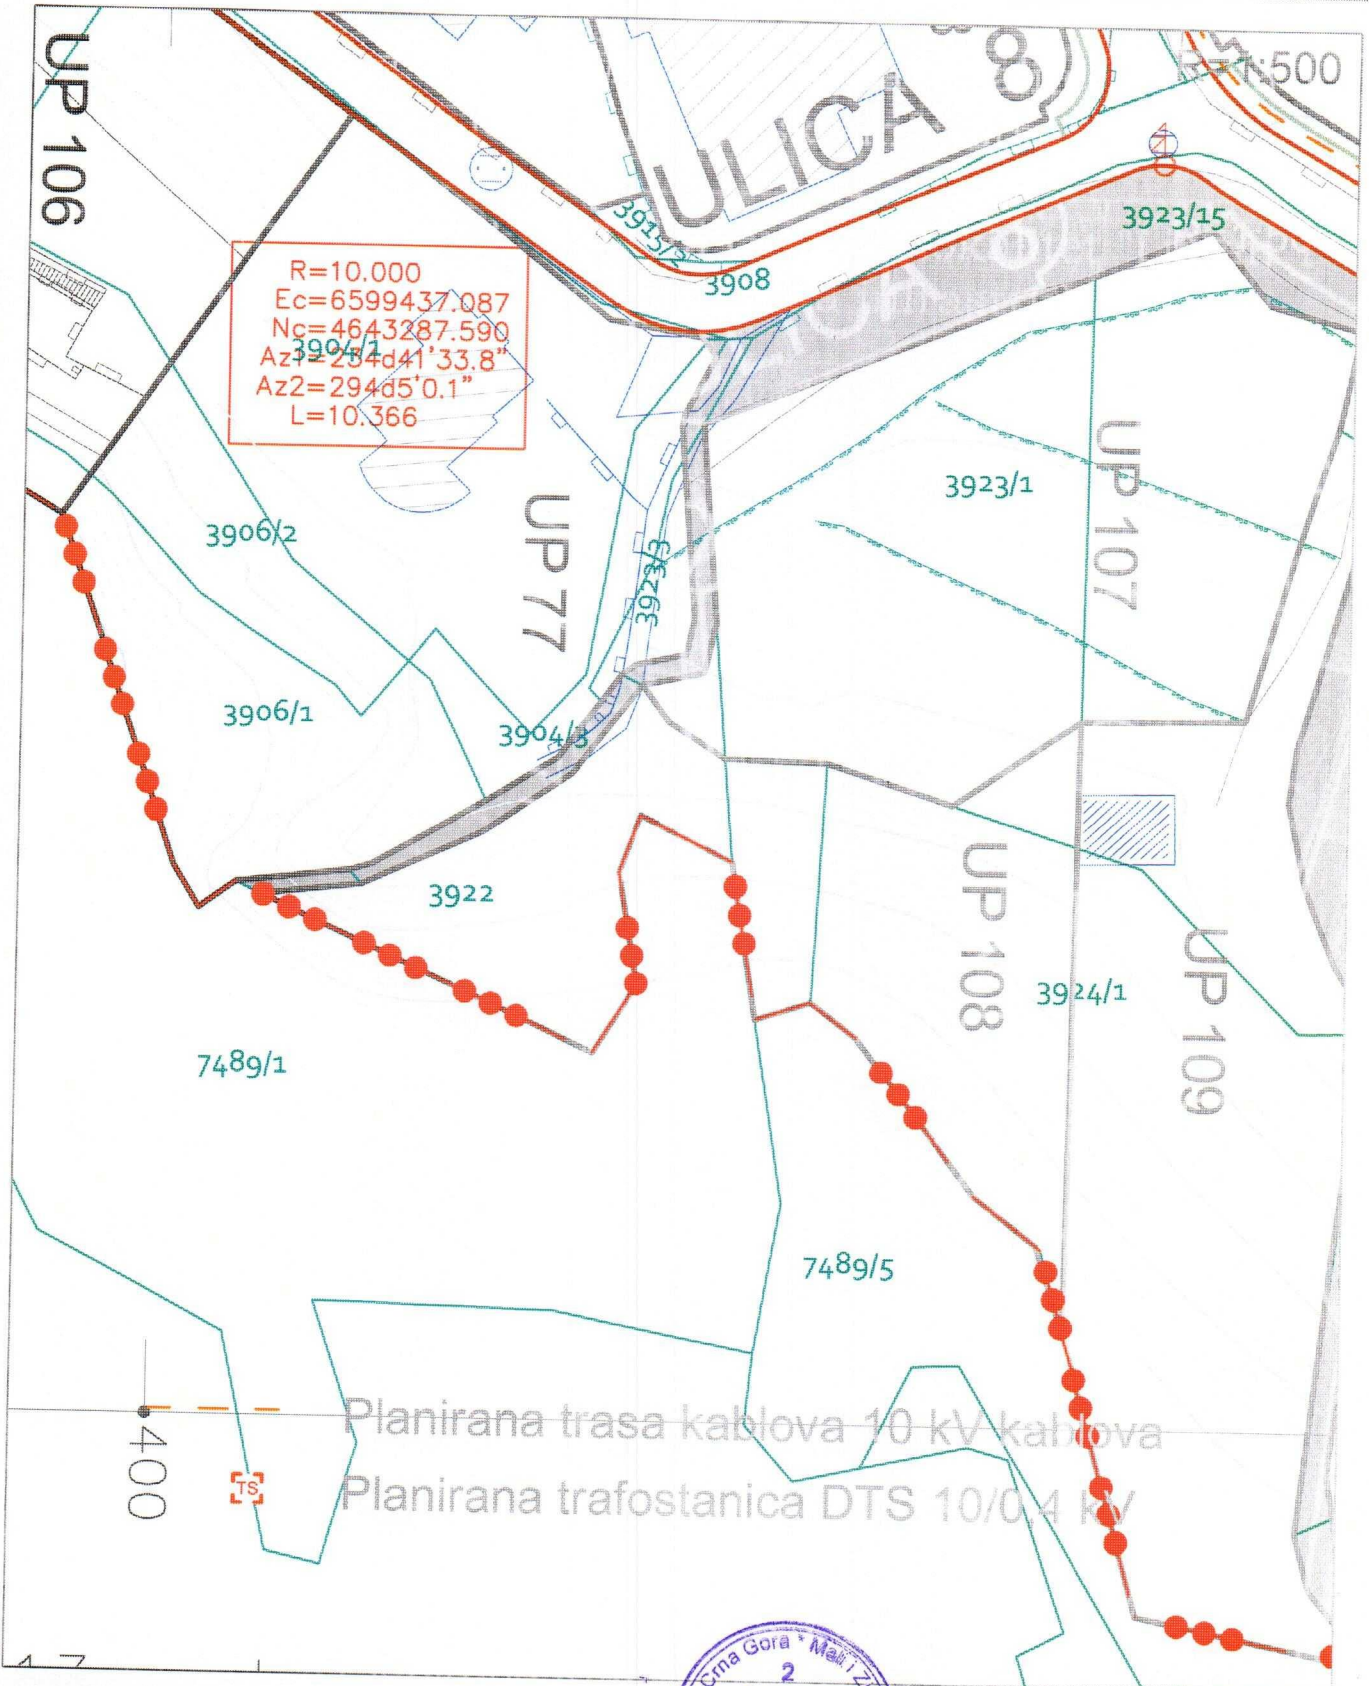 UP 106
ULICA 8
R=1:500
3915/2
3908
3923/15
R=10.000
Ec=6599437.087
Nc=4643287.590
3904/1
Az1=234d41'33.8"
Az2=294d5'0.1"
L=10.366
UP 107
3923/1
UP 77
3906/2
3923/3
3906/1
3904/3
3922
UP 108
UP 109
3924/1
7489/1
7489/5
Planirana trasa kablova 10 kV kablova
400
TS
Planirana trafostanica DTS 10/0,4 kV
Crna Gora * Mali i Z
2